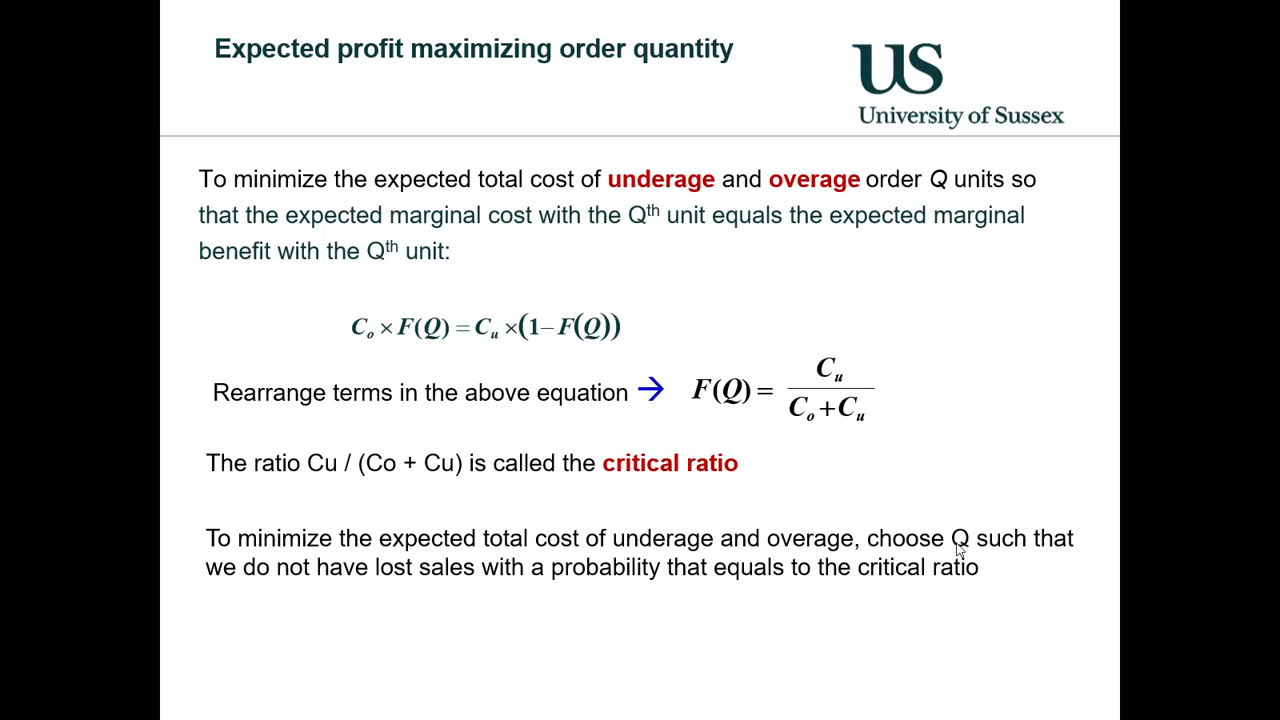 Expected profit maximizing order quantity
US
University of Sussex
To minimize the expected total cost of underage and overage order Q units so
that the expected marginal cost with the Qth unit equals the expected marginal
benefit with the Qth unit:
Co × F(Q) = Cu × (1 – F(Q))
Rearrange terms in the above equation → F(Q) = Cu / Co + Cu
The ratio Cu / (Co + Cu) is called the critical ratio
To minimize the expected total cost of underage and overage, choose Q such that
we do not have lost sales with a probability that equals to the critical ratio